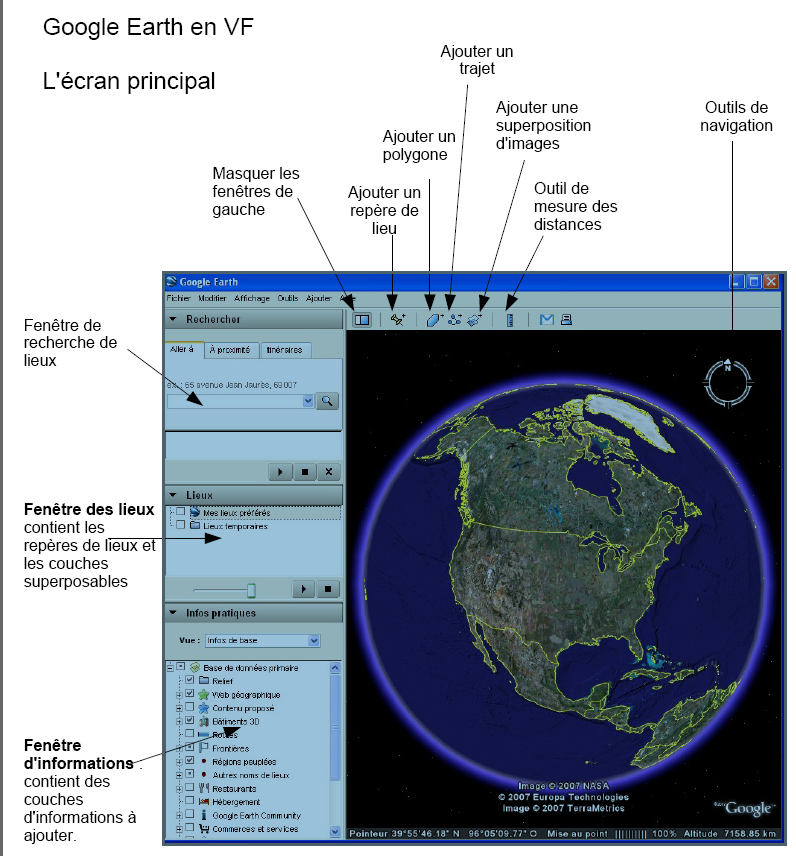 Google Earth en VF
L'écran principal
Ajouter un
trajet
Ajouter une
superposition
d'images
Outils de
navigation
Ajouter un
polygone
Masquer les
fenêtres de
gauche
Ajouter un
repère de
lieu
Outil de
mesure des
distances
Google Earth
Fichier Modifier Affichage Outils Ajouter
Rechercher
Fenêtre de
recherche de
lieux
Aller à À proximité Itinéraires
ex. : 65 avenue Jean Jaurès, 69007
Lieux
Fenêtre des lieux
contient les
repères de lieux et
les couches
superposables
Mes lieux préférés
Lieux temporaires
Infos pratiques
Vue : Infos de base
Base de données primaire
Relief
Web géographique
Contenu proposé
Bâtiments 3D
Routes
Frontières
Régions peuplées
Autres noms de lieux
Restaurants
Hébergement
Google Earth Community
Commerces et services
Fenêtre
d'informations :
contient des
couches
d'informations à
ajouter.
N
Image © 2007 NASA
© 2007 Europa Technologies
Image © 2007 TerraMetrics
Google
Pointeur 39°55'46.18" N 96°05'09.77" O Mise au point |||||||||| 100% Altitude 7158.85 km